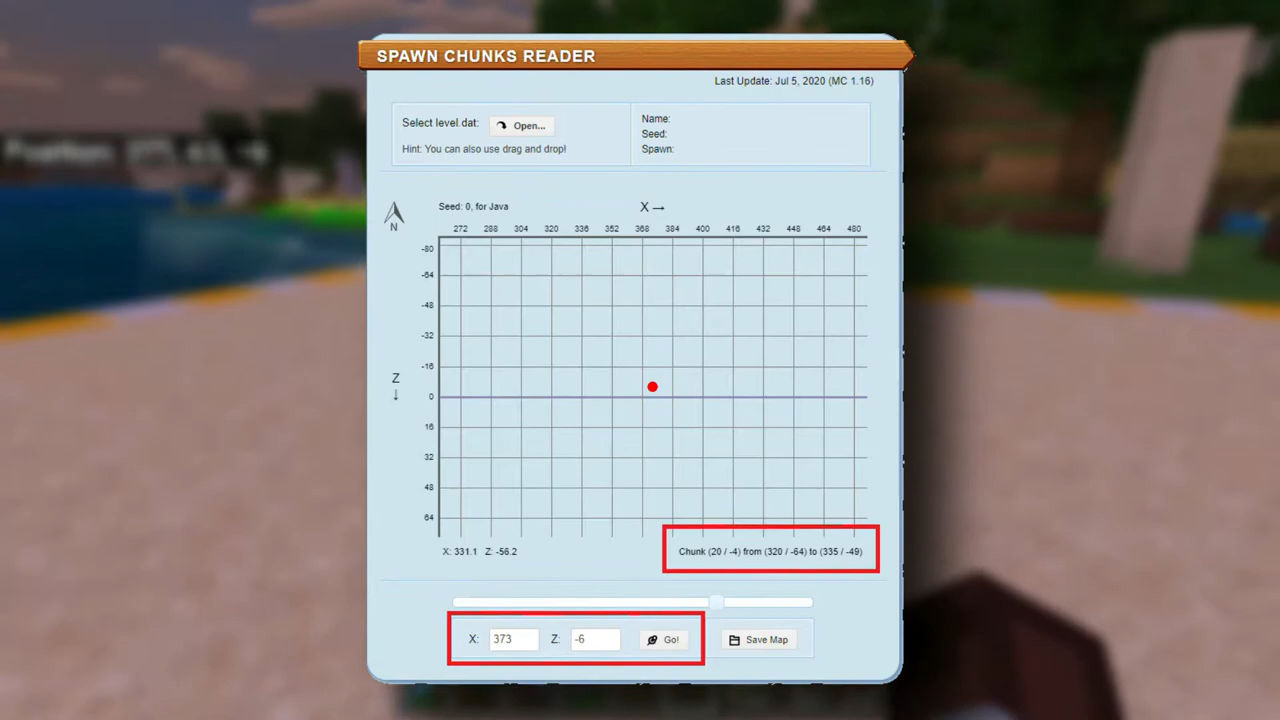 SPAWN CHUNKS READER
Last Update: Jul 5, 2020 (MC 1.16)
Select level.dat: Open...
Hint: You can also use drag and drop!
Name:
Seed:
Spawn:
Seed: 0, for Java
X →
N
272 288 304 320 336 352 368 384 400 416 432 448 464 480
-80
-64
-48
-32
-16
Z
↓
0
16
32
48
64
X: 331.1 Z: -56.2
Chunk (20 / -4) from (320 / -64) to (335 / -49)
X: 373 Z: -6 Go! Save Map